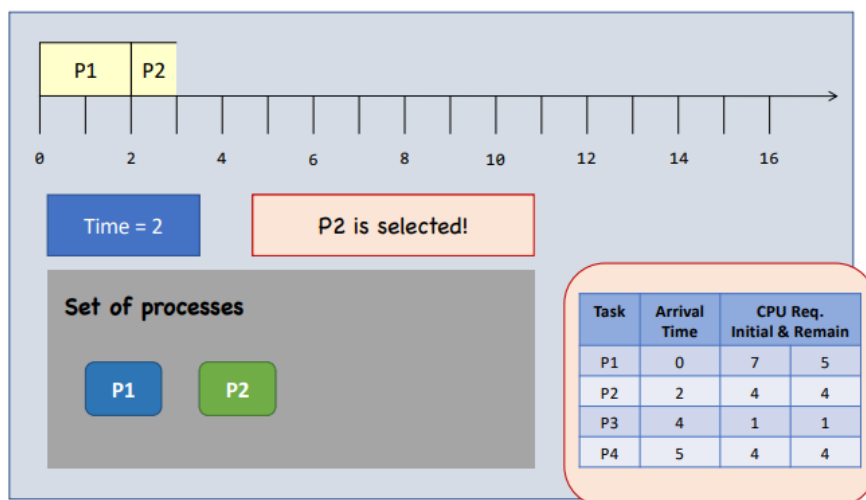 P1 P2
0 2 4 6 8 10 12 14 16
Time = 2
P2 is selected!
Set of processes
P1 P2
Task Arrival Time CPU Req. Initial & Remain
P1 0 7 5
P2 2 4 4
P3 4 1 1
P4 5 4 4